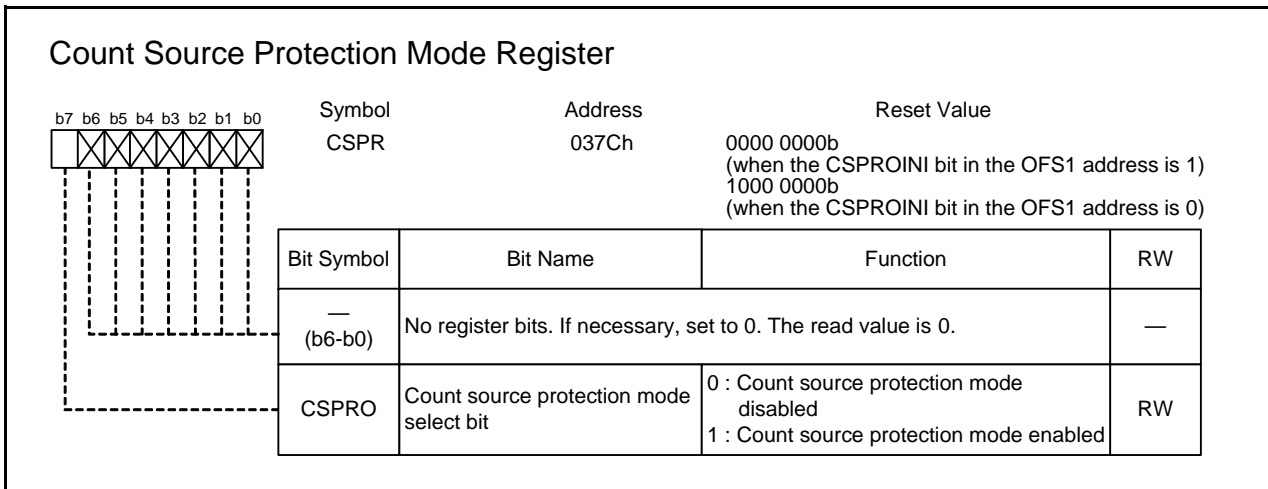 Count Source Protection Mode Register
b7 b6 b5 b4 b3 b2 b1 b0
Symbol Address Reset Value
CSPR 037Ch 0000 0000b
(when the CSPROINI bit in the OFS1 address is 1)
1000 0000b
(when the CSPROINI bit in the OFS1 address is 0)
Bit Symbol Bit Name Function RW
—
(b6-b0) No register bits. If necessary, set to 0. The read value is 0. —
CSPRO Count source protection mode
select bit 0 : Count source protection mode
disabled
1 : Count source protection mode enabled RW